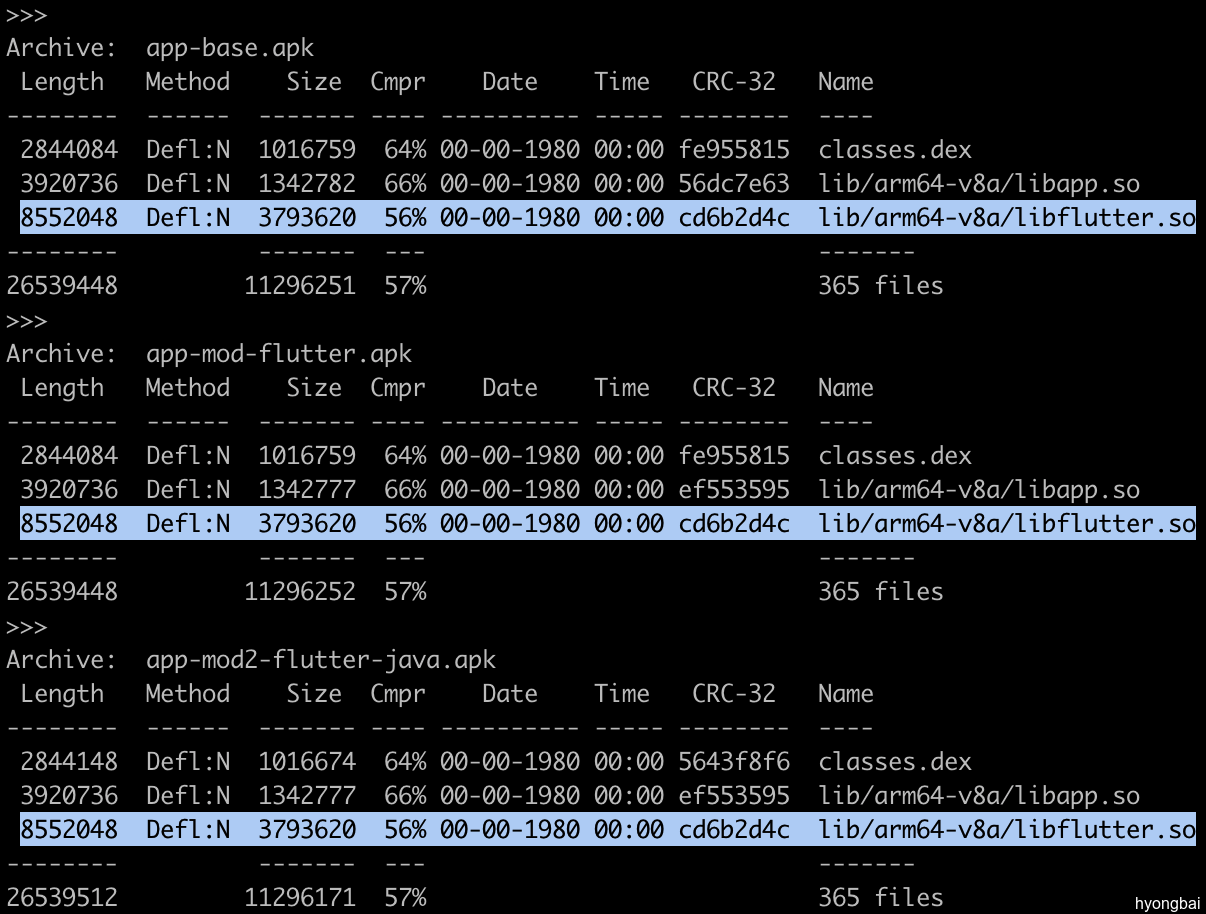 >>>
Archive:  app-base.apk
 Length   Method    Size  Cmpr    Date    Time   CRC-32   Name
--------  ------  ------- ---- ---------- ----- --------  ----
 2844084  Defl:N  1016759  64% 00-00-1980 00:00 fe955815  classes.dex
 3920736  Defl:N  1342782  66% 00-00-1980 00:00 56dc7e63  lib/arm64-v8a/libapp.so
 8552048  Defl:N  3793620  56% 00-00-1980 00:00 cd6b2d4c  lib/arm64-v8a/libflutter.so
--------          -------  ---                            -------
26539448         11296251  57%                            365 files
>>>
Archive:  app-mod-flutter.apk
 Length   Method    Size  Cmpr    Date    Time   CRC-32   Name
--------  ------  ------- ---- ---------- ----- --------  ----
 2844084  Defl:N  1016759  64% 00-00-1980 00:00 fe955815  classes.dex
 3920736  Defl:N  1342777  66% 00-00-1980 00:00 ef553595  lib/arm64-v8a/libapp.so
 8552048  Defl:N  3793620  56% 00-00-1980 00:00 cd6b2d4c  lib/arm64-v8a/libflutter.so
--------          -------  ---                            -------
26539448         11296252  57%                            365 files
>>>
Archive:  app-mod2-flutter-java.apk
 Length   Method    Size  Cmpr    Date    Time   CRC-32   Name
--------  ------  ------- ---- ---------- ----- --------  ----
 2844148  Defl:N  1016674  64% 00-00-1980 00:00 5643f8f6  classes.dex
 3920736  Defl:N  1342777  66% 00-00-1980 00:00 ef553595  lib/arm64-v8a/libapp.so
 8552048  Defl:N  3793620  56% 00-00-1980 00:00 cd6b2d4c  lib/arm64-v8a/libflutter.so
--------          -------  ---                            -------
26539512         11296171  57%                            365 files
hyongbai